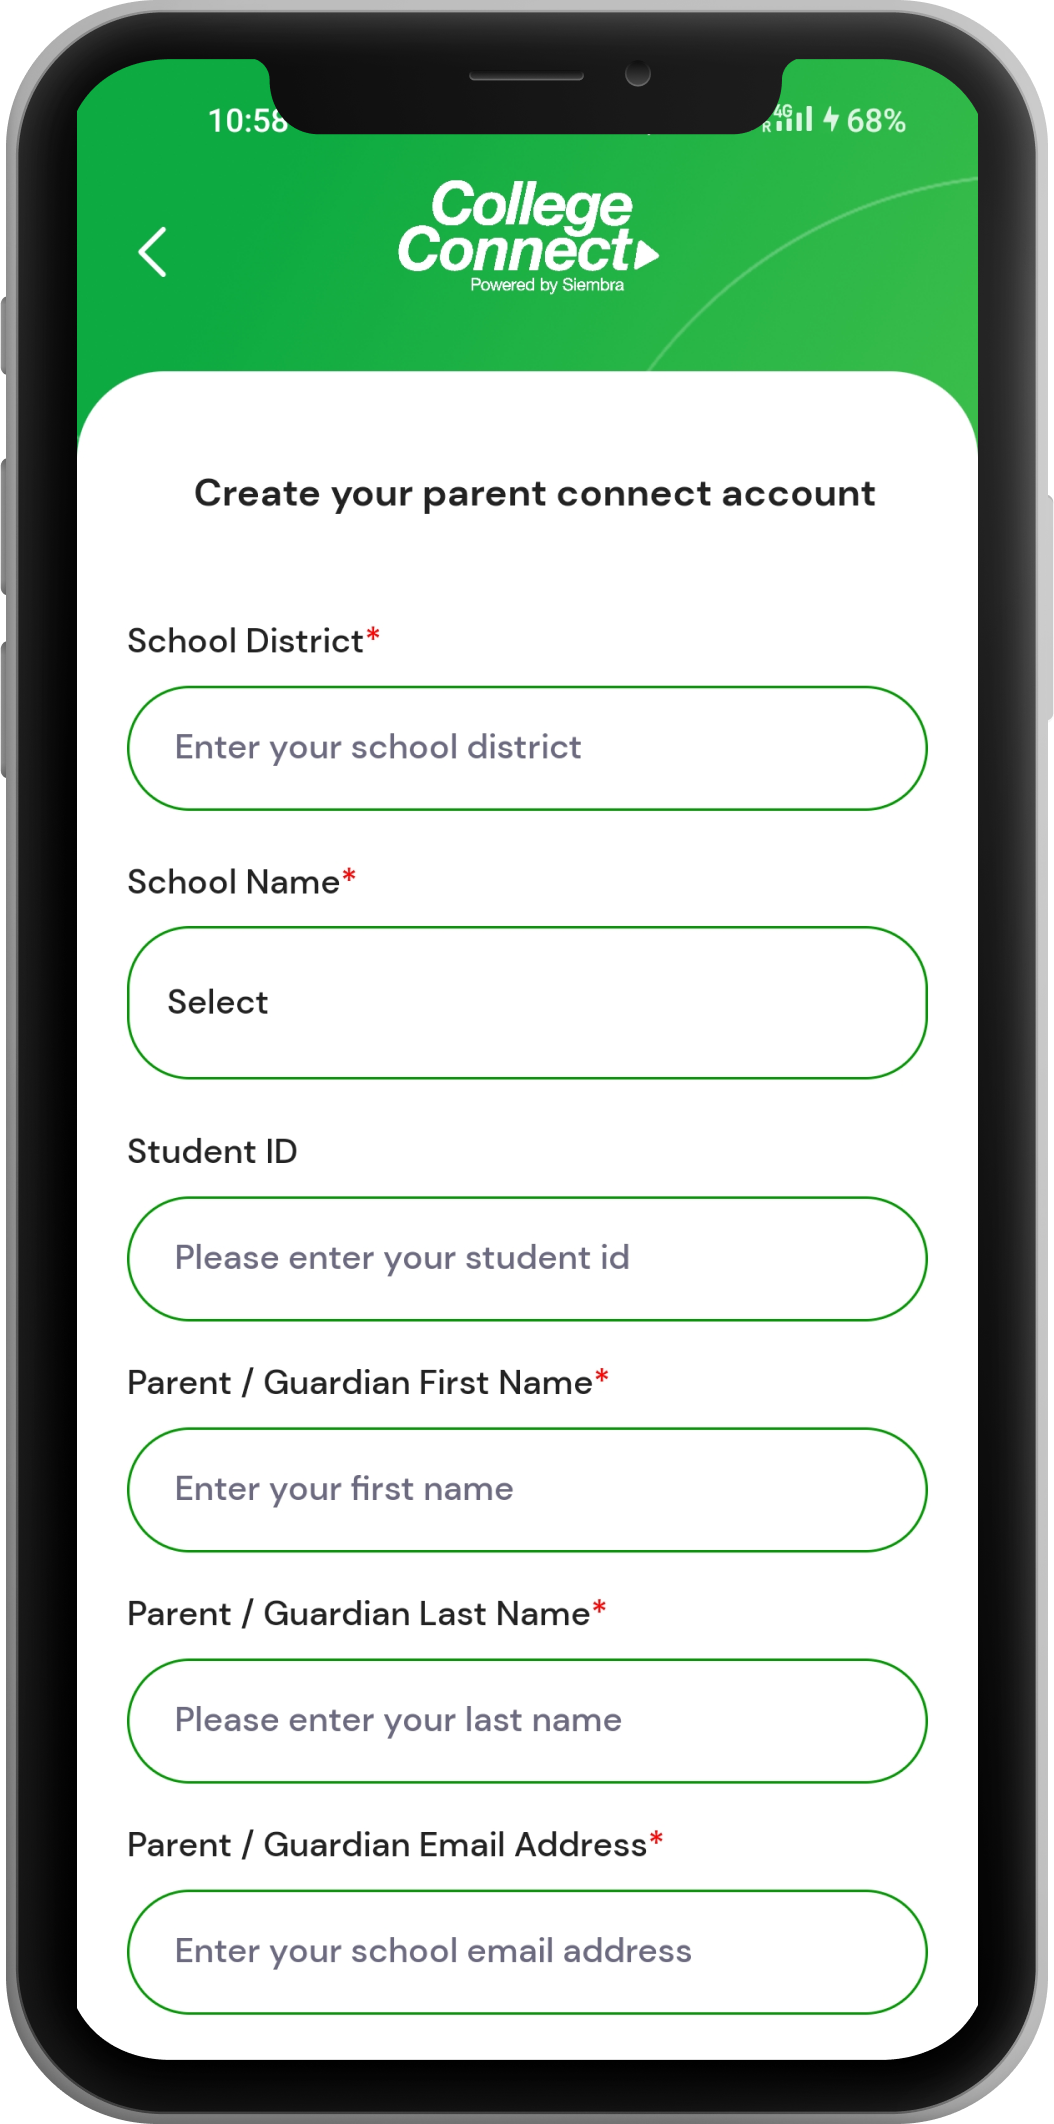 10:58
R 4G 68%
College
Connect
Powered by Siembra
Create your parent connect account
School District*
Enter your school district
School Name*
Select
Student ID
Please enter your student id
Parent / Guardian First Name*
Enter your first name
Parent / Guardian Last Name*
Please enter your last name
Parent / Guardian Email Address*
Enter your school email address